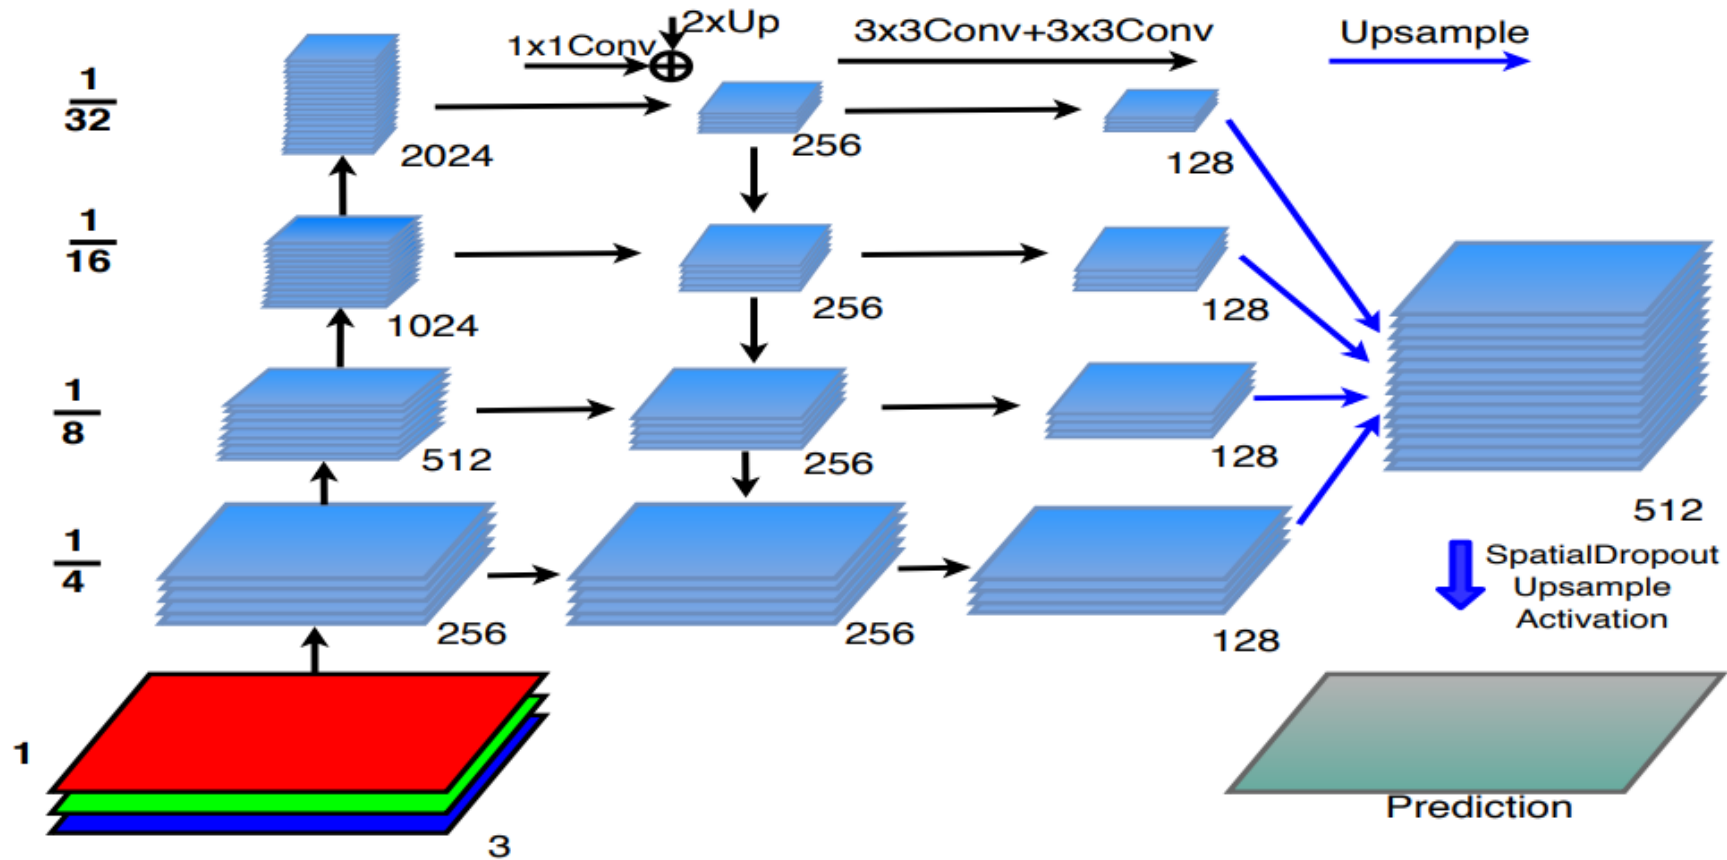 2xUp
1x1Conv
3x3Conv+3x3Conv
Upsample
1
32
2024
256
128
1
16
1024
256
128
1
8
512
256
128
512
1
4
256
256
128
SpatialDropout
Upsample
Activation
1
3
Prediction